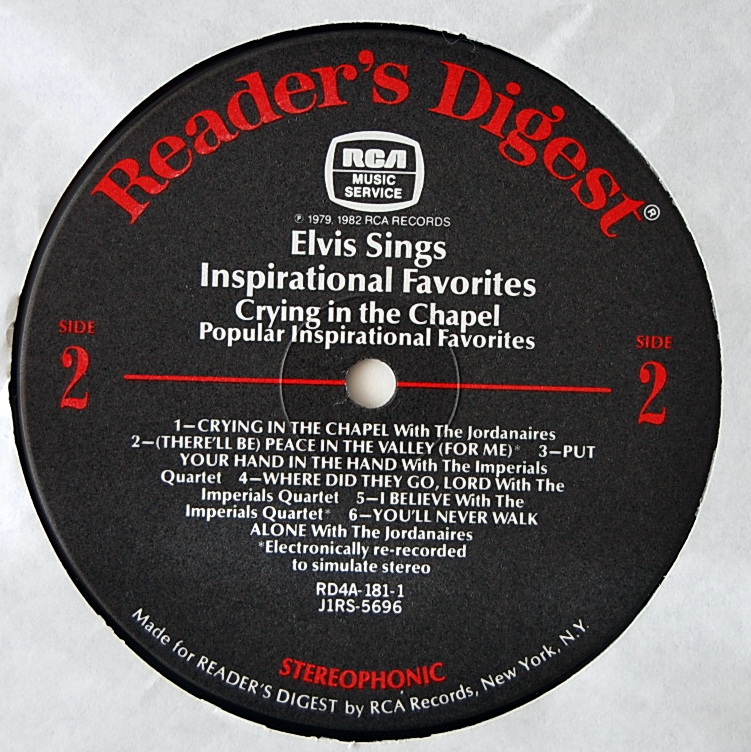 Reader's Digest®
RCA
MUSIC
SERVICE
℗ 1979, 1982 RCA RECORDS
Elvis Sings
Inspirational Favorites
Crying in the Chapel
Popular Inspirational Favorites
SIDE
2
SIDE
2
1—CRYING IN THE CHAPEL With The Jordanaires
2—(THERE'LL BE) PEACE IN THE VALLEY (FOR ME)* 3—PUT
YOUR HAND IN THE HAND With The Imperials
Quartet 4—WHERE DID THEY GO, LORD With The
Imperials Quartet 5—I BELIEVE With The
Imperials Quartet* 6—YOU'LL NEVER WALK
ALONE With The Jordanaires
*Electronically re-recorded
to simulate stereo
RD4A-181-1
J1RS-5696
STEREOPHONIC
Made for READER'S DIGEST by RCA Records, New York, N.Y.